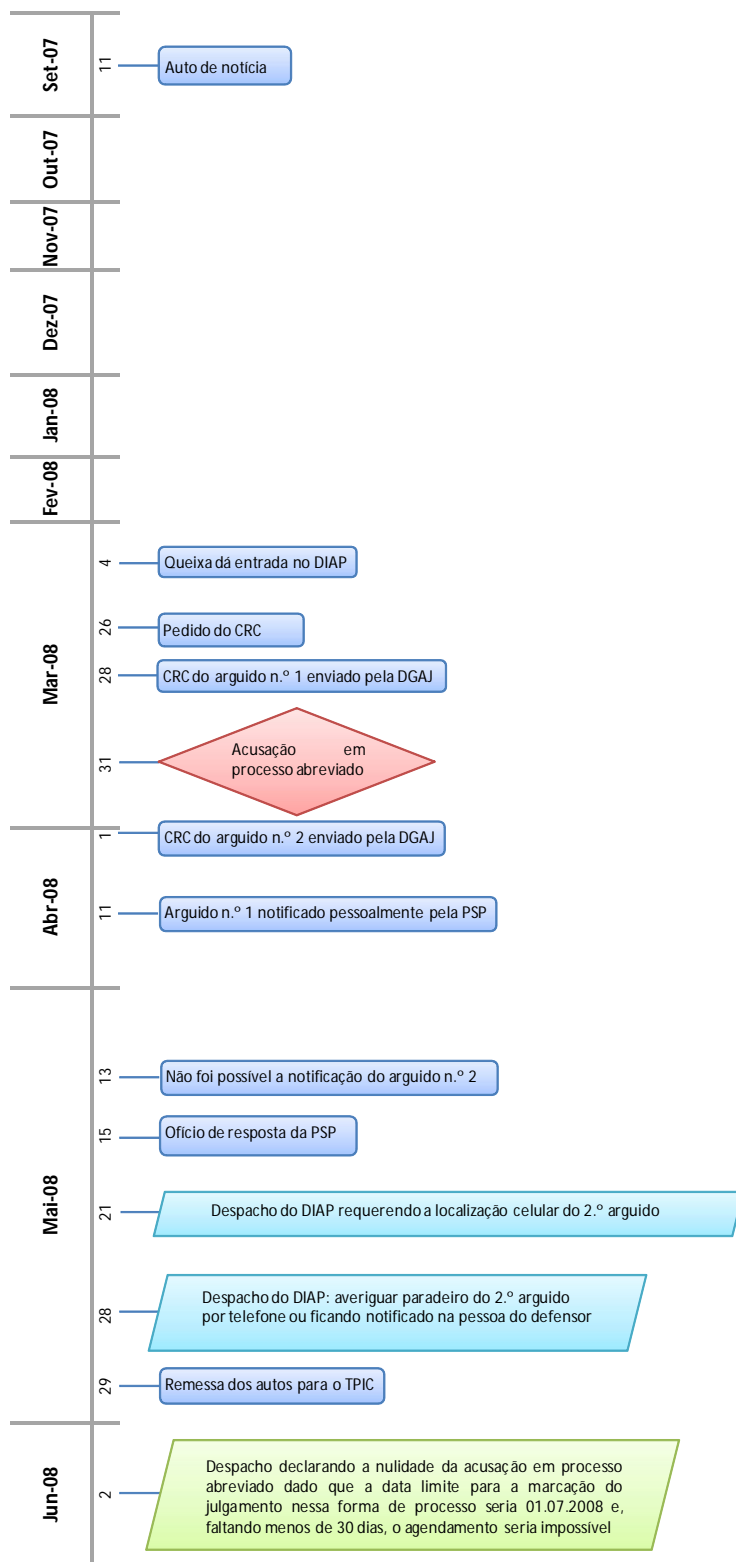 Set-07
11
Auto de notícia
Out-07
Nov-07
Dez-07
Jan-08
Fev-08
Mar-08
4
Queixa dá entrada no DIAP
26
Pedido do CRC
28
CRC do arguido n.º 1 enviado pela DGAJ
31
Acusação em
processo abreviado
Abr-08
1
CRC do arguido n.º 2 enviado pela DGAJ
11
Arguido n.º 1 notificado pessoalmente pela PSP
Mai-08
13
Não foi possível a notificação do arguido n.º 2
15
Ofício de resposta da PSP
21
Despacho do DIAP requerendo a localização celular do 2.º arguido
28
Despacho do DIAP: averiguar paradeiro do 2.º arguido
por telefone ou ficando notificado na pessoa do defensor
29
Remessa dos autos para o TPIC
Jun-08
2
Despacho declarando a nulidade da acusação em processo
abreviado dado que a data limite para a marcação do
julgamento nessa forma de processo seria 01.07.2008 e,
faltando menos de 30 dias, o agendamento seria impossível